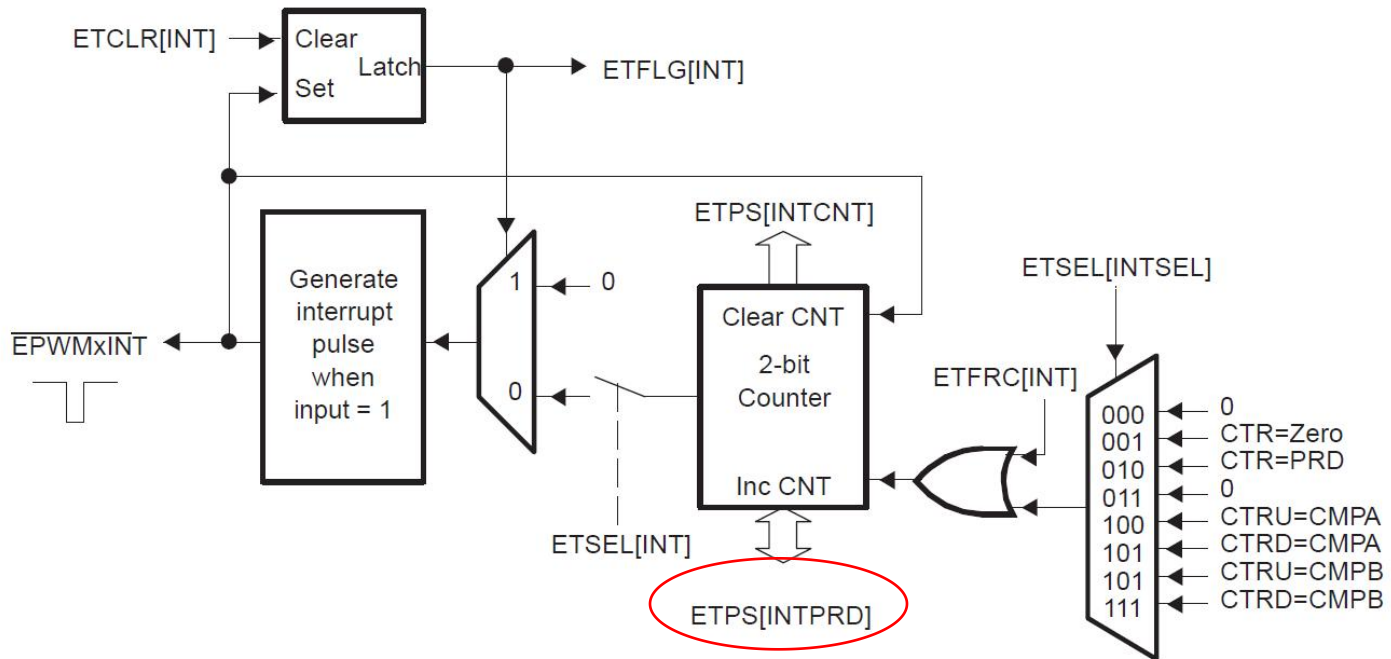 ETCLR[INT]
Clear
Latch
Set
ETFLG[INT]
ETPS[INTCNT]
ETSEL[INTSEL]
Generate
interrupt
pulse
when
input = 1
EPWMxINT
1
0
0
Clear CNT
2-bit
Counter
Inc CNT
ETFRC[INT]
ETSEL[INT]
ETPS[INTPRD]
000
001
010
011
100
101
101
111
0
CTR=Zero
CTR=PRD
0
CTRU=CMPA
CTRD=CMPA
CTRU=CMPB
CTRD=CMPB